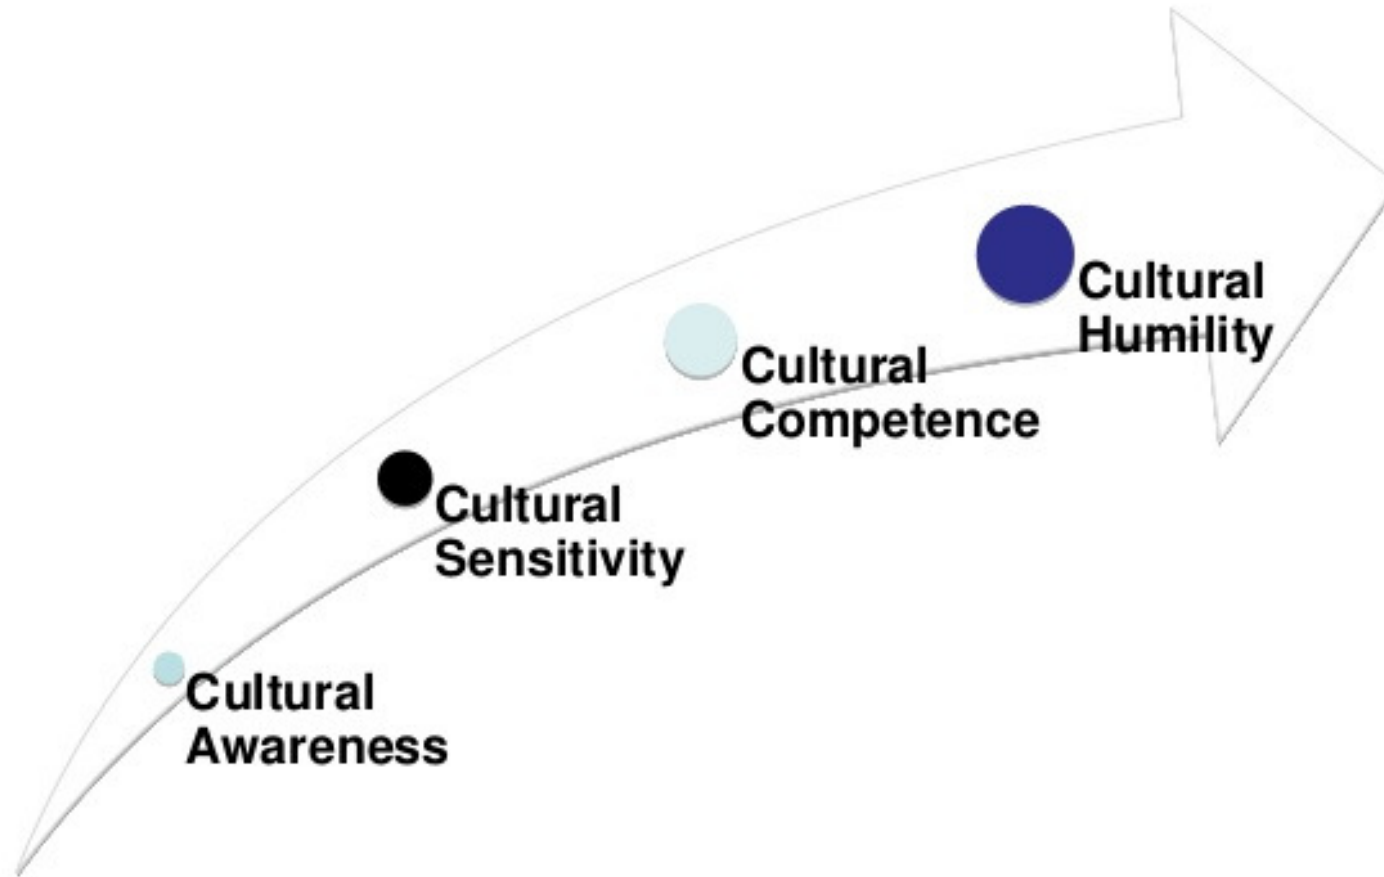 Cultural
Humility
Cultural
Competence
Cultural
Sensitivity
Cultural
Awareness